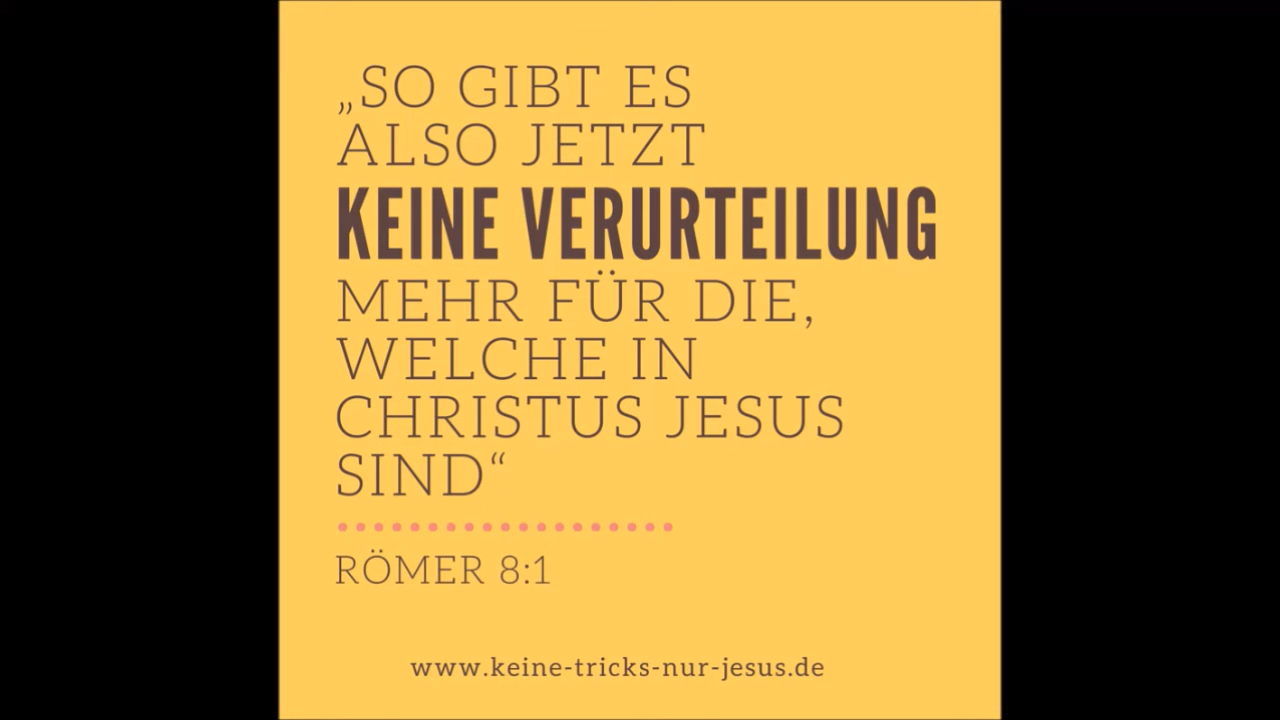 „SO GIBT ES
ALSO JETZT
KEINE VERURTEILUNG
MEHR FÜR DIE,
WELCHE IN
CHRISTUS JESUS
SIND“
RÖMER 8:1
www.keine-tricks-nur-jesus.de